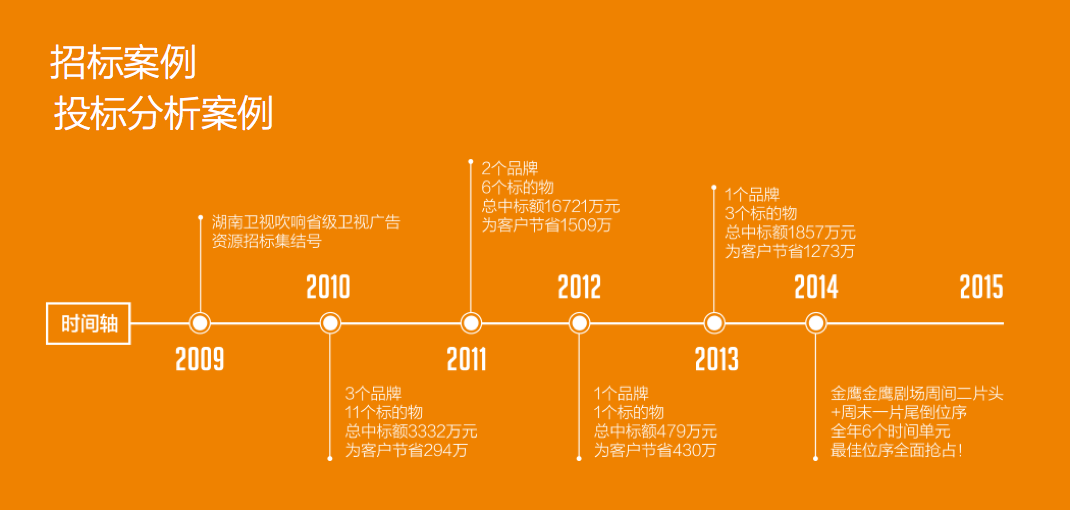 招标案例
投标分析案例
2个品牌
6个标的物
总中标额16721万元
为客户节省1509万
1个品牌
3个标的物
总中标额1857万元
为客户节省1273万
湖南卫视吹响省级卫视广告
资源招标集结号
2010
2012
2014
2015
时间轴
2009
2011
2013
3个品牌
11个标的物
总中标额3332万元
为客户节省294万
1个品牌
1个标的物
总中标额479万元
为客户节省430万
金鹰金鹰剧场周间二片头
+周末一片尾倒位序
全年6个时间单元
最佳位序全面抢占!